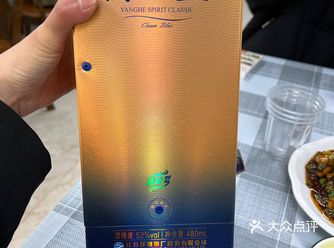 YANGHE SPIRIT CLASSIC
Ocean Blue
酒精度:52%vol 净含量:480mL
江苏洋河酒厂股份有限公司
大众点评